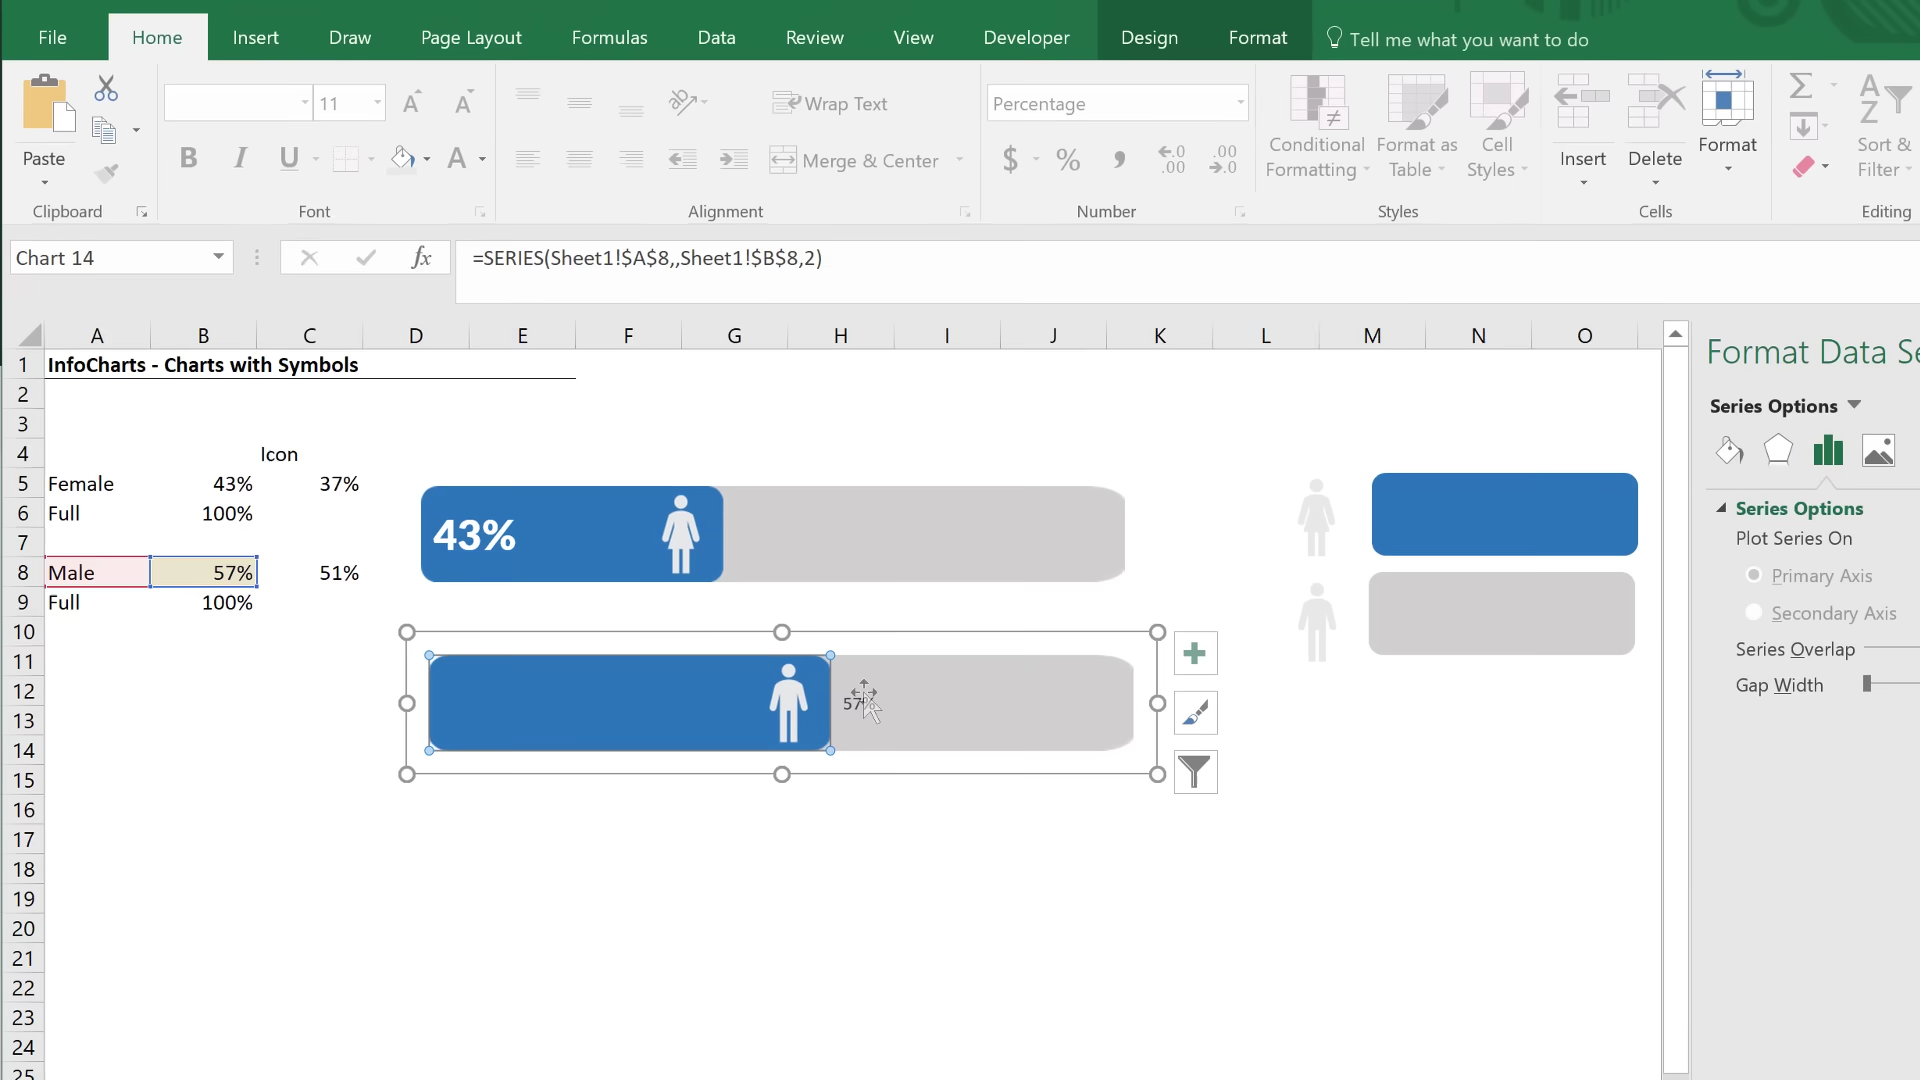 File Home Insert Draw Page Layout Formulas Data Review View Developer Design Format Tell me what you want to do
11 Wrap Text Percentage
Paste B I U A Merge & Center $ % Conditional Formatting Format as Table Cell Styles Insert Delete Format Sort & Filter
Clipboard Font Alignment Number Styles Cells Editing
Chart 14 fx =SERIES(Sheet1!$A$8,,Sheet1!$B$8,2)
A B C D E F G H I J K L M N O
1 InfoCharts - Charts with Symbols
2
3
4 Icon
5 Female 43% 37%
6 Full 100%
7
8 Male 57% 51%
9 Full 100%
10
11
12
13
14
15
16
17
18
19
20
21
22
23
24
25
43%
Format Data Se
Series Options
Series Options
Plot Series On
Primary Axis
Secondary Axis
Series Overlap
Gap Width